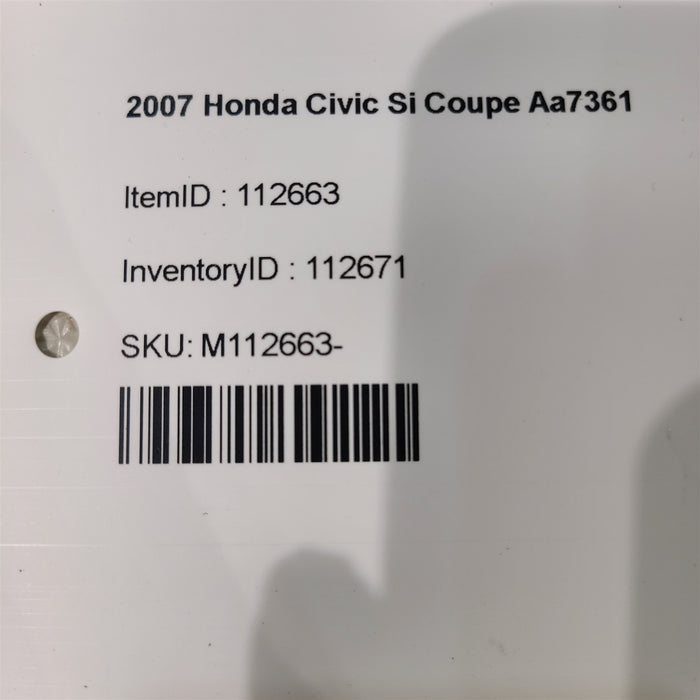 2007 Honda Civic Si Coupe Aa7361
ItemID : 112663
InventoryID : 112671
SKU: M112663-